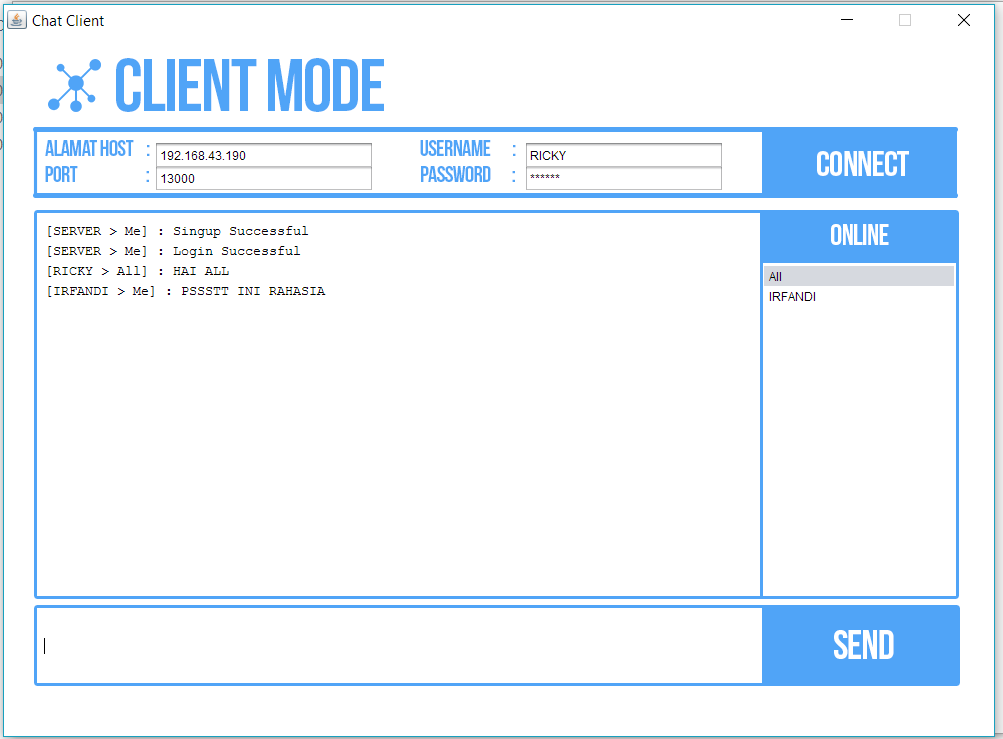 Chat Client
CLIENT MODE
ALAMAT HOST : 192.168.43.190
USERNAME : RICKY
CONNECT
PORT : 13000
PASSWORD : ******
[SERVER > Me] : Singup Successful
[SERVER > Me] : Login Successful
[RICKY > All] : HAI ALL
[IRFANDI > Me] : PSSSTT INI RAHASIA
ONLINE
All
IRFANDI
SEND